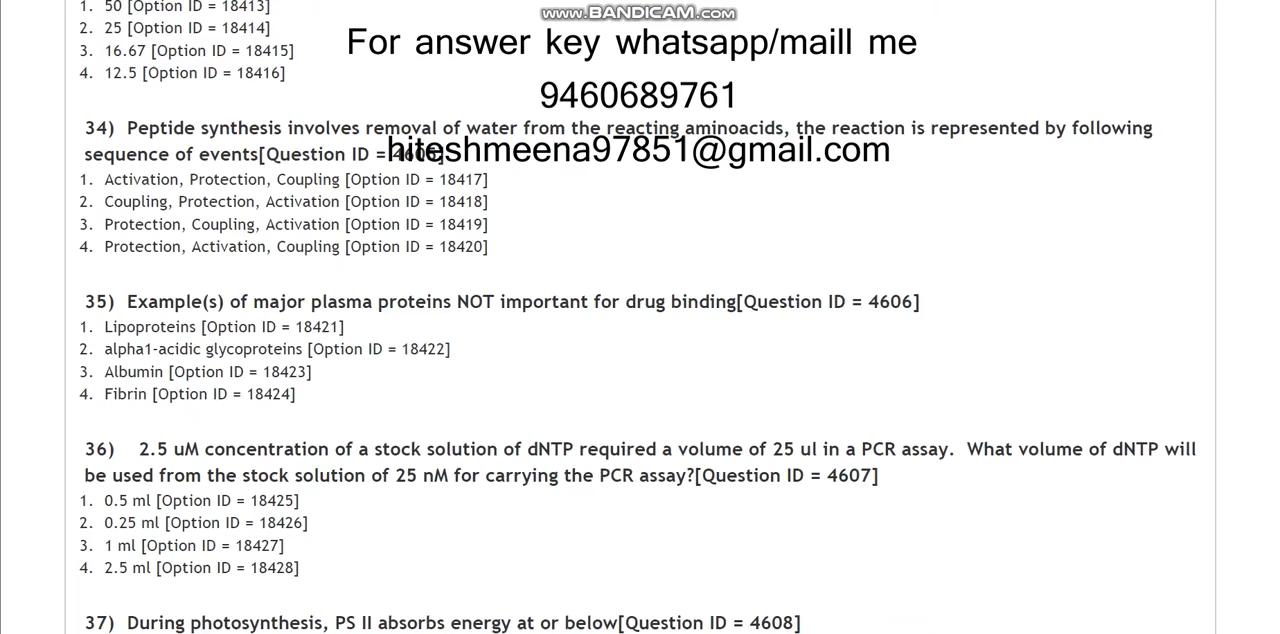 1. 50 [Option ID = 18413]
www.BANDICAM.com
2. 25 [Option ID = 18414]
For answer key whatsapp/maill me
3. 16.67 [Option ID = 18415]
4. 12.5 [Option ID = 18416]
9460689761
34) Peptide synthesis involves removal of water from the reacting aminoacids, the reaction is represented by following
sequence of events[Question ID = 4605]
hiteshmeena97851@gmail.com
1. Activation, Protection, Coupling [Option ID = 18417]
2. Coupling, Protection, Activation [Option ID = 18418]
3. Protection, Coupling, Activation [Option ID = 18419]
4. Protection, Activation, Coupling [Option ID = 18420]
35) Example(s) of major plasma proteins NOT important for drug binding[Question ID = 4606]
1. Lipoproteins [Option ID = 18421]
2. alpha1-acidic glycoproteins [Option ID = 18422]
3. Albumin [Option ID = 18423]
4. Fibrin [Option ID = 18424]
36) 2.5 uM concentration of a stock solution of dNTP required a volume of 25 ul in a PCR assay. What volume of dNTP will
be used from the stock solution of 25 nM for carrying the PCR assay?[Question ID = 4607]
1. 0.5 ml [Option ID = 18425]
2. 0.25 ml [Option ID = 18426]
3. 1 ml [Option ID = 18427]
4. 2.5 ml [Option ID = 18428]
37) During photosynthesis, PS II absorbs energy at or below[Question ID = 4608]